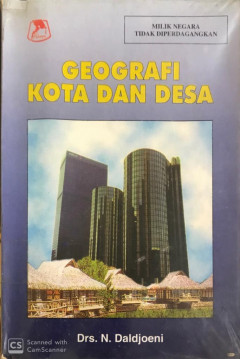 MILIK NEGARA
TIDAK DIPERDAGANGKAN
GEOGRAFI
KOTA DAN DESA
Drs. N. Daldjoeni
CS
Scanned with
CamScanner